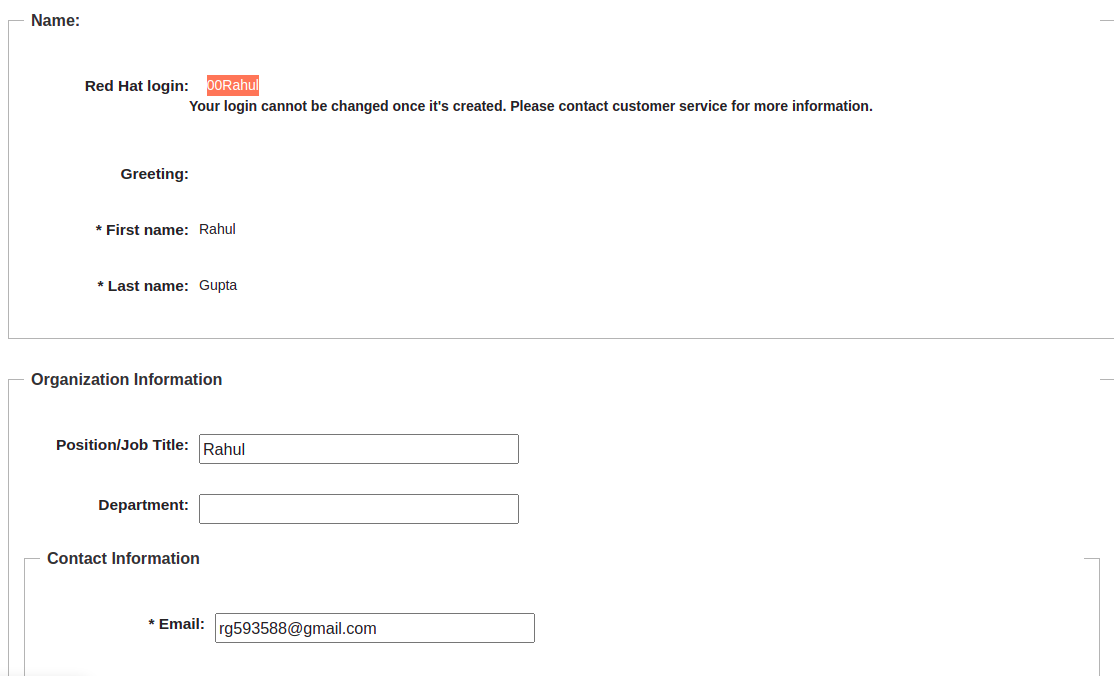 Name:
Red Hat login: 00Rahul
Your login cannot be changed once it's created. Please contact customer service for more information.
Greeting:
* First name: Rahul
* Last name: Gupta
Organization Information
Position/Job Title: Rahul
Department:
Contact Information
* Email: rg593588@gmail.com